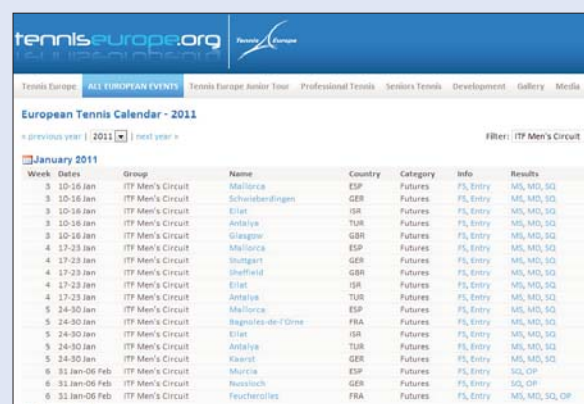 tenniseurope.org Tennis Europe
Tennis Europe ALL EUROPEAN EVENTS Tennis Europe Junior Tour Professional Tennis Seniors Tennis Development Gallery Media
European Tennis Calendar - 2011
« previous year | 2011 | next year » Filter: ITF Men's Circuit
January 2011
Week Dates Group Name Country Category Info Results
3 10-16 Jan ITF Men's Circuit Mallorca ESP Futures FS, Entry MS, MD, SQ
3 10-16 Jan ITF Men's Circuit Schwieberdingen GER Futures FS, Entry MS, MD, SQ
3 10-16 Jan ITF Men's Circuit Eilat ISR Futures FS, Entry MS, MD, SQ
3 10-16 Jan ITF Men's Circuit Antalya TUR Futures FS, Entry MS, MD, SQ
3 10-16 Jan ITF Men's Circuit Glasgow GBR Futures FS, Entry MS, MD, SQ
4 17-23 Jan ITF Men's Circuit Mallorca ESP Futures FS, Entry MS, MD, SQ
4 17-23 Jan ITF Men's Circuit Stuttgart GER Futures FS, Entry MS, MD, SQ
4 17-23 Jan ITF Men's Circuit Sheffield GBR Futures FS, Entry MS, MD, SQ
4 17-23 Jan ITF Men's Circuit Eilat ISR Futures FS, Entry MS, MD, SQ
4 17-23 Jan ITF Men's Circuit Antalya TUR Futures FS, Entry MS, MD, SQ
5 24-30 Jan ITF Men's Circuit Mallorca ESP Futures FS, Entry MS, MD, SQ
5 24-30 Jan ITF Men's Circuit Bagnoles-de-l'Orne FRA Futures FS, Entry MS, MD, SQ
5 24-30 Jan ITF Men's Circuit Eilat ISR Futures FS, Entry MS, MD, SQ
5 24-30 Jan ITF Men's Circuit Antalya TUR Futures FS, Entry MS, MD, SQ
5 24-30 Jan ITF Men's Circuit Kaarst GER Futures FS, Entry MS, MD, SQ
6 31 Jan-06 Feb ITF Men's Circuit Murcia ESP Futures FS, Entry SQ, OP
6 31 Jan-06 Feb ITF Men's Circuit Nussloch GER Futures FS, Entry SQ, OP
6 31 Jan-06 Feb ITF Men's Circuit Feucherolles FRA Futures FS, Entry MS, MD, SQ, OP